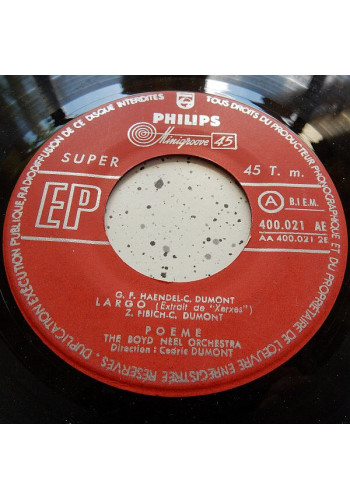 TOUS DROITS DU PRODUCTEUR PHONOGRAPHIQUE ET DU PROPRIÉTAIRE DE L'ŒUVRE ENREGISTRÉE RÉSERVÉS - DUPLICATION EXÉCUTION PUBLIQUE, RADIODIFFUSION DE CE DISQUE INTERDITES
PHILIPS
PHILIPS
Minigroove 45
SUPER
45 T. m.
EP
A
B.I.E.M.
400.021 AE
AA 400.021 2E
G. F. HAENDEL-C. DUMONT
LARGO (Extrait de "Xerxes")
Z. FIBICH-C. DUMONT
POEME
THE BOYD NEEL ORCHESTRA
Direction : Cedric DUMONT